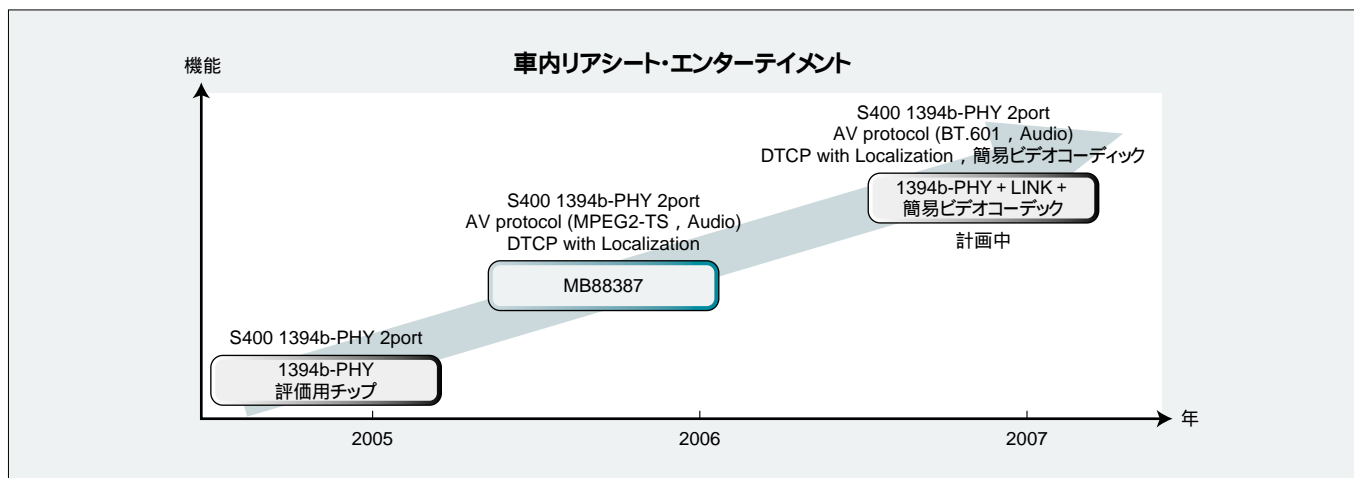 車内リアシート・エンターテイメント
機能
S400 1394b-PHY 2port
AV protocol (BT.601 , Audio)
DTCP with Localization , 簡易ビデオコーディック
1394b-PHY + LINK +
簡易ビデオコーデック
計画中
S400 1394b-PHY 2port
AV protocol (MPEG2-TS , Audio)
DTCP with Localization
MB88387
S400 1394b-PHY 2port
1394b-PHY
評価用チップ
年
2005
2006
2007